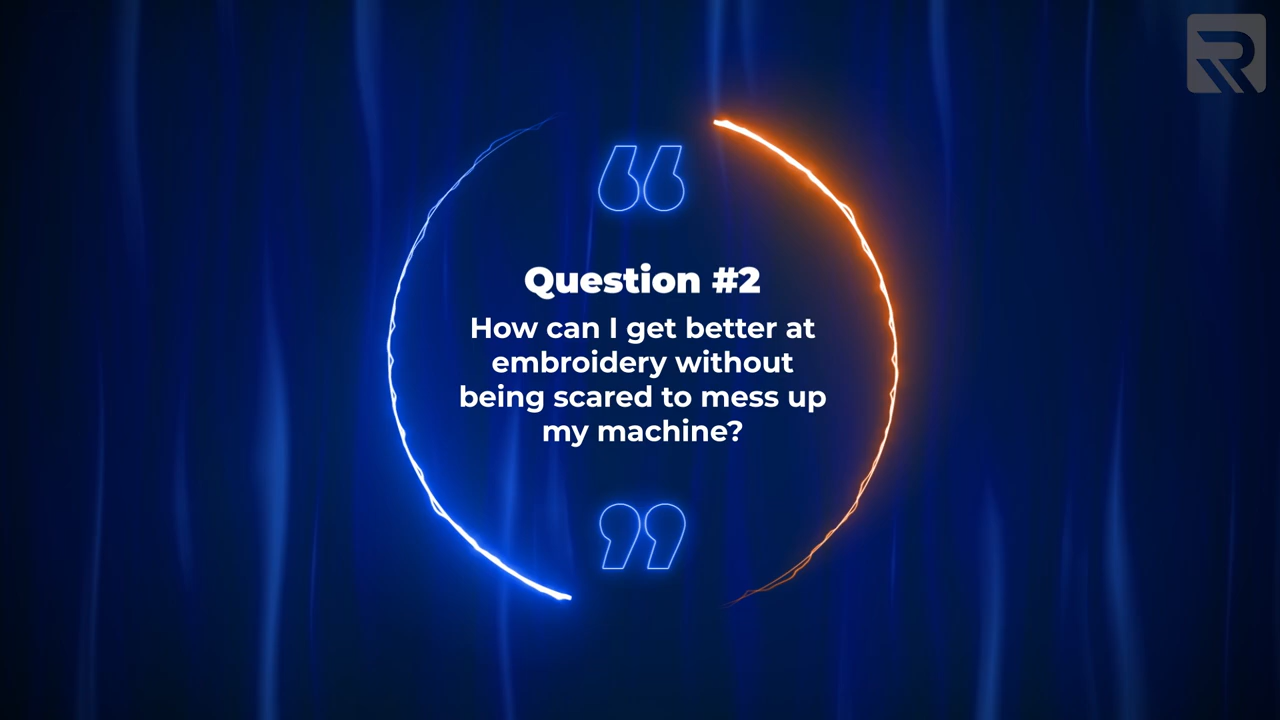 Question #2
How can I get better at
embroidery without
being scared to mess up
my machine?